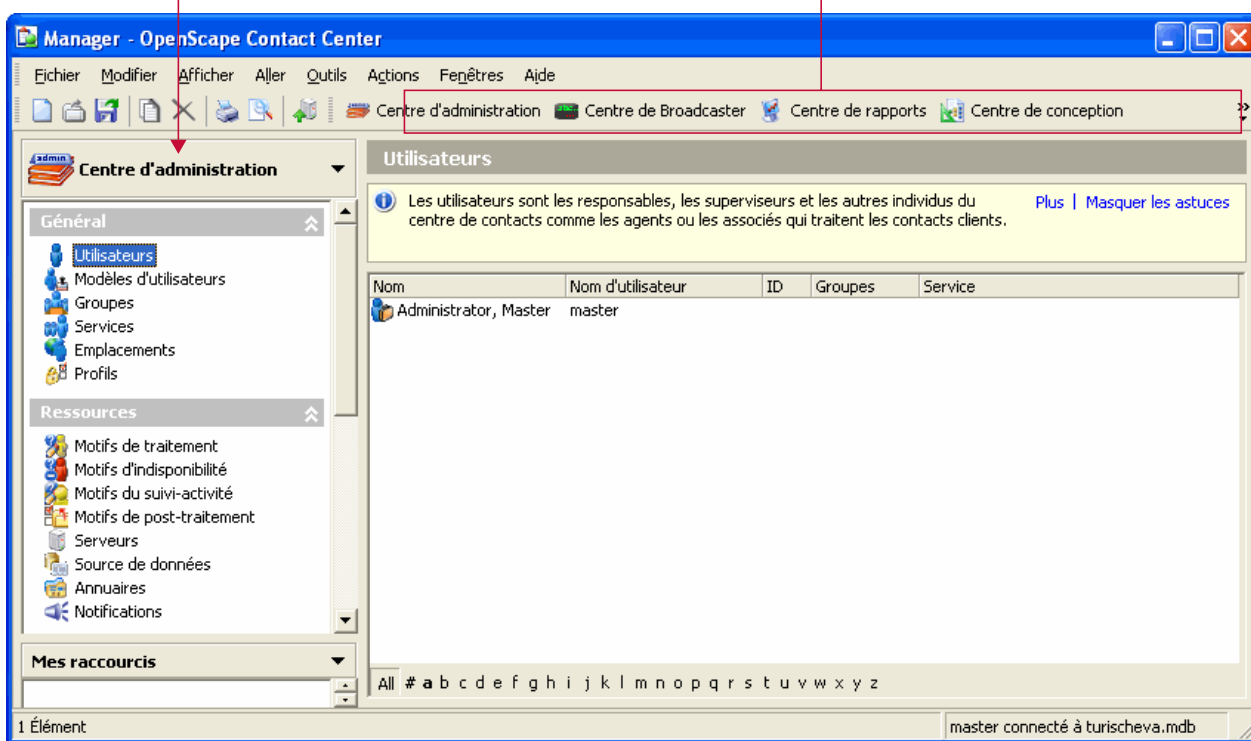 Manager - OpenScape Contact Center
Fichier Modifier Afficher Aller Outils Actions Fenêtres Aide
Centre d'administration Centre de Broadcaster Centre de rapports Centre de conception
admin
Centre d'administration
Utilisateurs
Les utilisateurs sont les responsables, les superviseurs et les autres individus du
centre de contacts comme les agents ou les associés qui traitent les contacts clients.
Plus | Masquer les astuces
Général
Utilisateurs
Modèles d'utilisateurs
Groupes
Services
Emplacements
Profils
Ressources
Motifs de traitement
Motifs d'indisponibilité
Motifs du suivi-activité
Motifs de post-traitement
Serveurs
Source de données
Annuaires
Notifications
Mes raccourcis
Nom Nom d'utilisateur ID Groupes Service
Administrator, Master master
All # a b c d e f g h i j k l m n o p q r s t u v w x y z
1 Élément
master connecté à turischeva.mdb